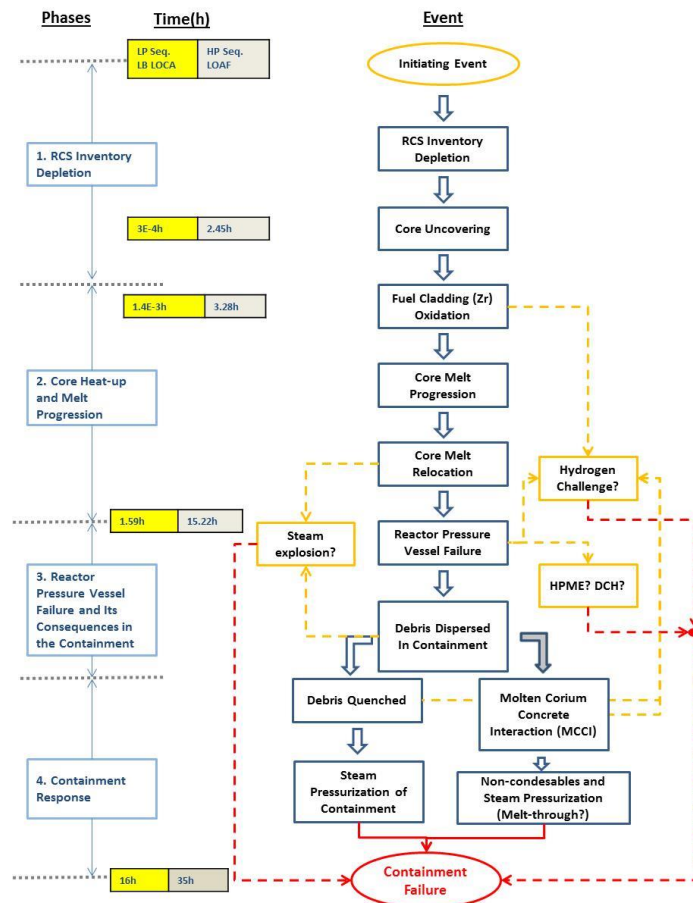 Phases
Time(h)
Event
LP Seq.
LB LOCA
HP Seq.
LOAF
Initiating Event
1. RCS Inventory
Depletion
RCS Inventory
Depletion
3E-4h
2.45h
Core Uncovering
1.4E-3h
3.28h
Fuel Cladding (Zr)
Oxidation
2. Core Heat-up
and Melt
Progression
Core Melt
Progression
Core Melt
Relocation
Hydrogen
Challenge?
1.59h
15.22h
Steam
explosion?
Reactor Pressure
Vessel Failure
3. Reactor
Pressure Vessel
Failure and Its
Consequences in
the Containment
HPME? DCH?
Debris Dispersed
In Containment
Debris Quenched
Molten Corium
Concrete
Interaction (MCCI)
4. Containment
Response
Steam
Pressurization of
Containment
Non-condesables and
Steam Pressurization
(Melt-through?)
16h
35h
Containment
Failure